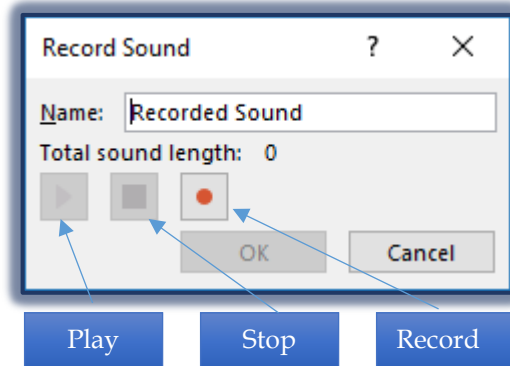 Record Sound ?
Name: Recorded Sound
Total sound length: 0
OK Cancel
Play Stop Record